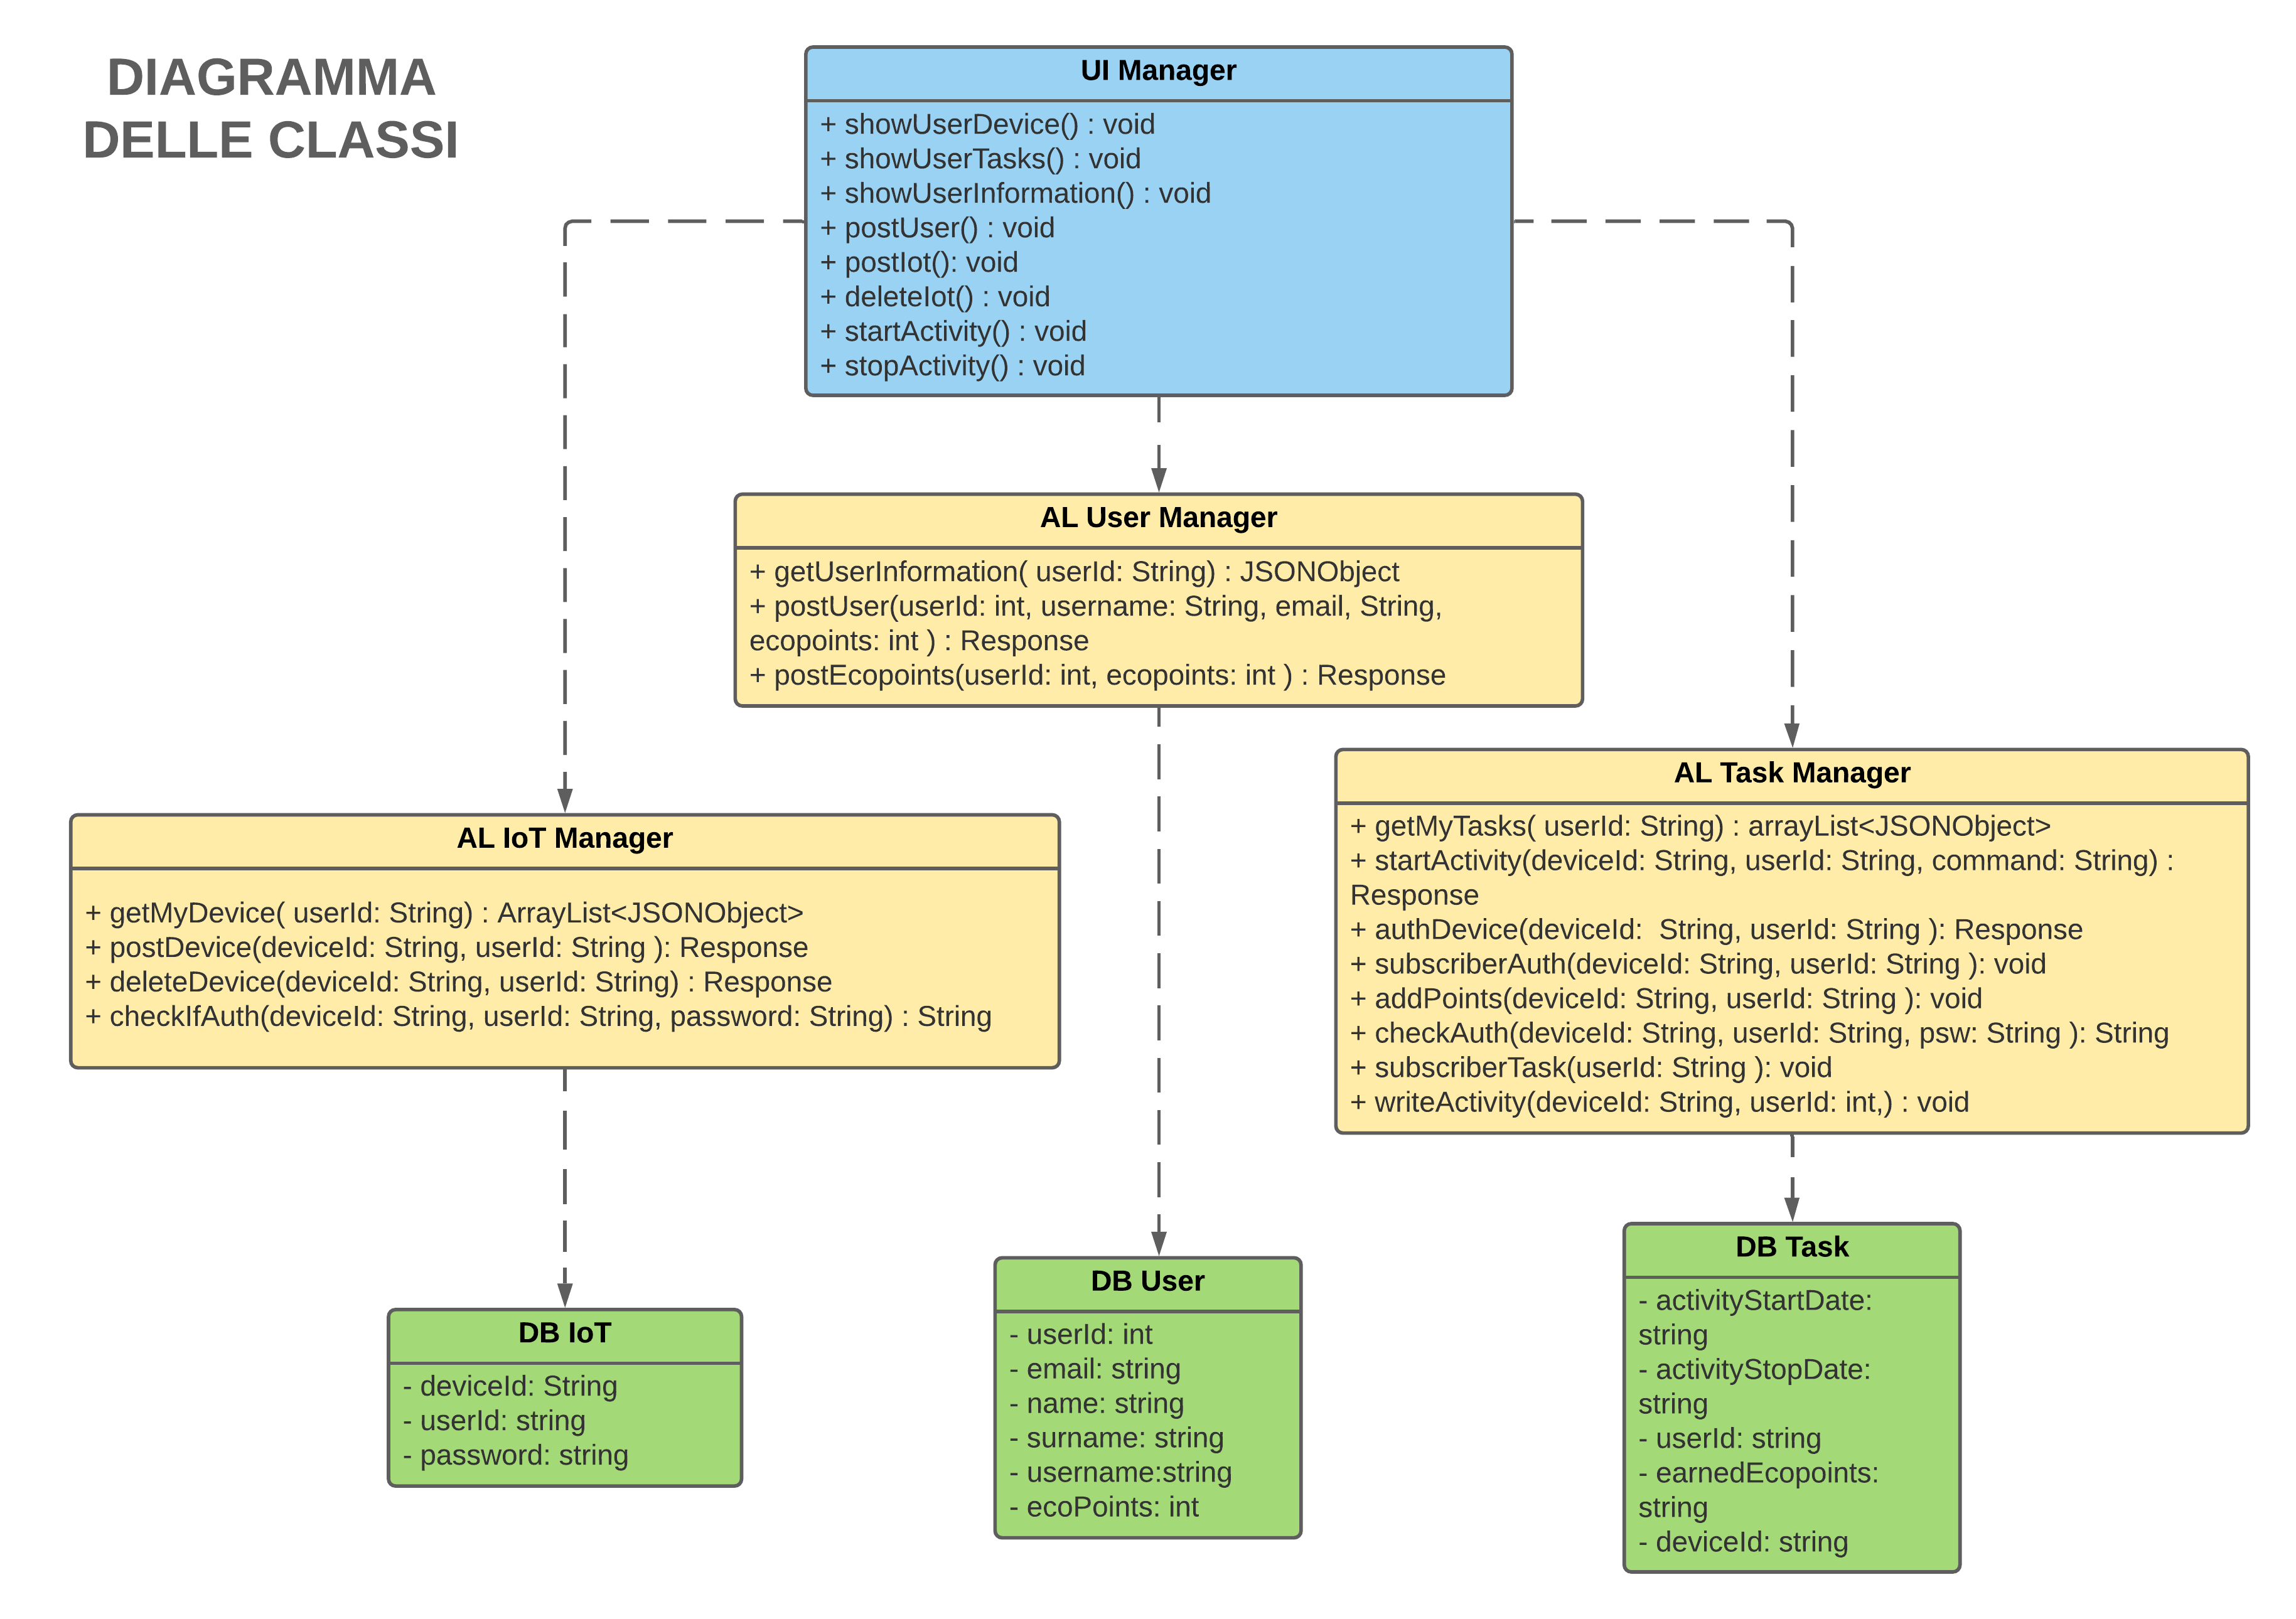 DIAGRAMMA
DELLE CLASSI
UI Manager
+ showUserDevice() : void
+ showUserTasks() : void
+ showUserInformation() : void
+ postUser() : void
+ postIot(): void
+ deleteIot() : void
+ startActivity() : void
+ stopActivity() : void
AL User Manager
+ getUserInformation( userId: String) : JSONObject
+ postUser(userId: int, username: String, email, String,
ecopoints: int ) : Response
+ postEcopoints(userId: int, ecopoints: int ) : Response
AL IoT Manager
+ getMyDevice( userId: String) : ArrayList<JSONObject>
+ postDevice(deviceId: String, userId: String ): Response
+ deleteDevice(deviceId: String, userId: String) : Response
+ checkIfAuth(deviceId: String, userId: String, password: String) : String
AL Task Manager
+ getMyTasks( userId: String) : arrayList<JSONObject>
+ startActivity(deviceId: String, userId: String, command: String) :
Response
+ authDevice(deviceId:  String, userId: String ): Response
+ subscriberAuth(deviceId: String, userId: String ): void
+ addPoints(deviceId: String, userId: String ): void
+ checkAuth(deviceId: String, userId: String, psw: String ): String
+ subscriberTask(userId: String ): void
+ writeActivity(deviceId: String, userId: int,) : void
DB IoT
- deviceId: String
- userId: string
- password: string
DB User
- userId: int
- email: string
- name: string
- surname: string
- username:string
- ecoPoints: int
DB Task
- activityStartDate:
string
- activityStopDate:
string
- userId: string
- earnedEcopoints:
string
- deviceId: string